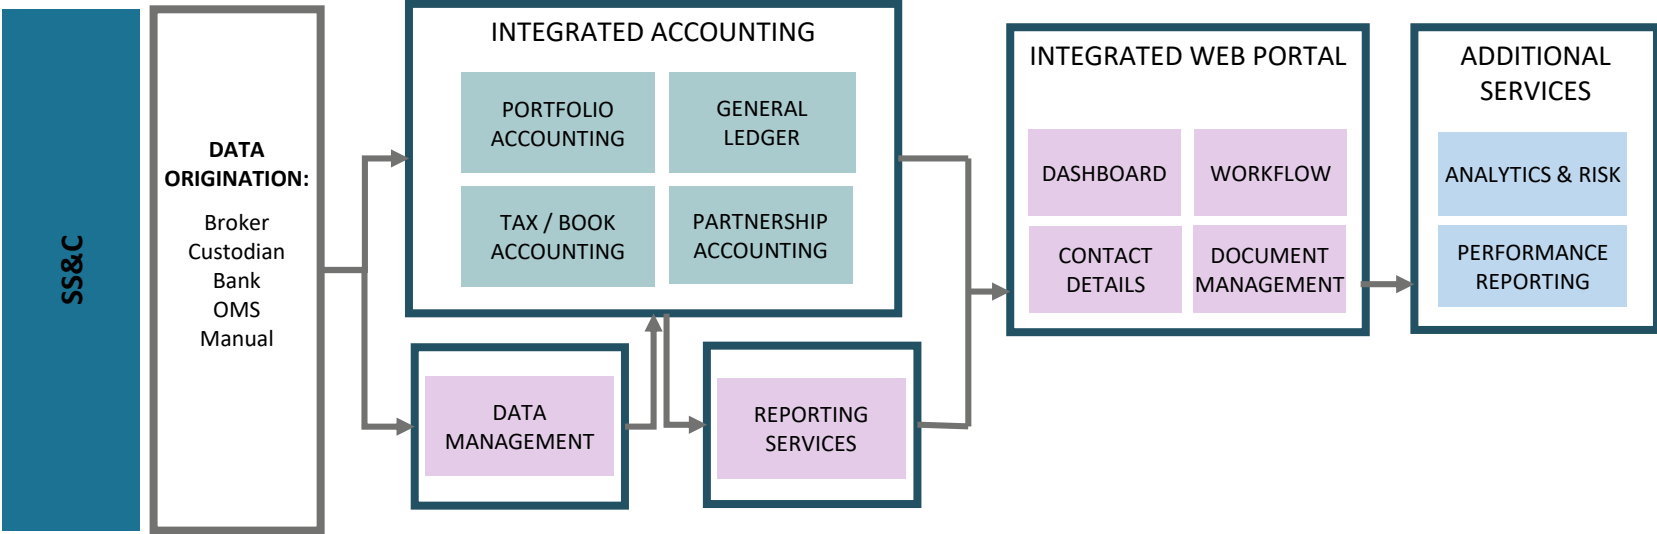 SS&C
DATA
ORIGINATION:
Broker
Custodian
Bank
OMS
Manual
INTEGRATED ACCOUNTING
PORTFOLIO
ACCOUNTING
GENERAL
LEDGER
TAX / BOOK
ACCOUNTING
PARTNERSHIP
ACCOUNTING
DATA
MANAGEMENT
REPORTING
SERVICES
INTEGRATED WEB PORTAL
DASHBOARD
WORKFLOW
CONTACT
DETAILS
DOCUMENT
MANAGEMENT
ADDITIONAL
SERVICES
ANALYTICS & RISK
PERFORMANCE
REPORTING